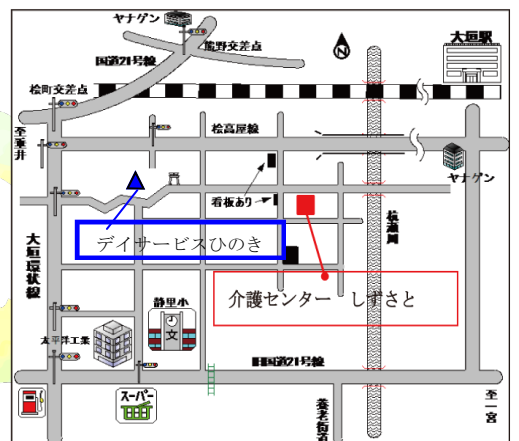 ヤナゲン
熊野交差点
大垣駅
国道21号線
桧町交差点
至垂井
桧高屋線
ヤナゲン
看板あり
デイサービスひのき
杭瀬川
大垣環状線
介護センター しずさと
静里小
文
太平洋工業
旧国道21号線
スーパー
養老街道
至一宮